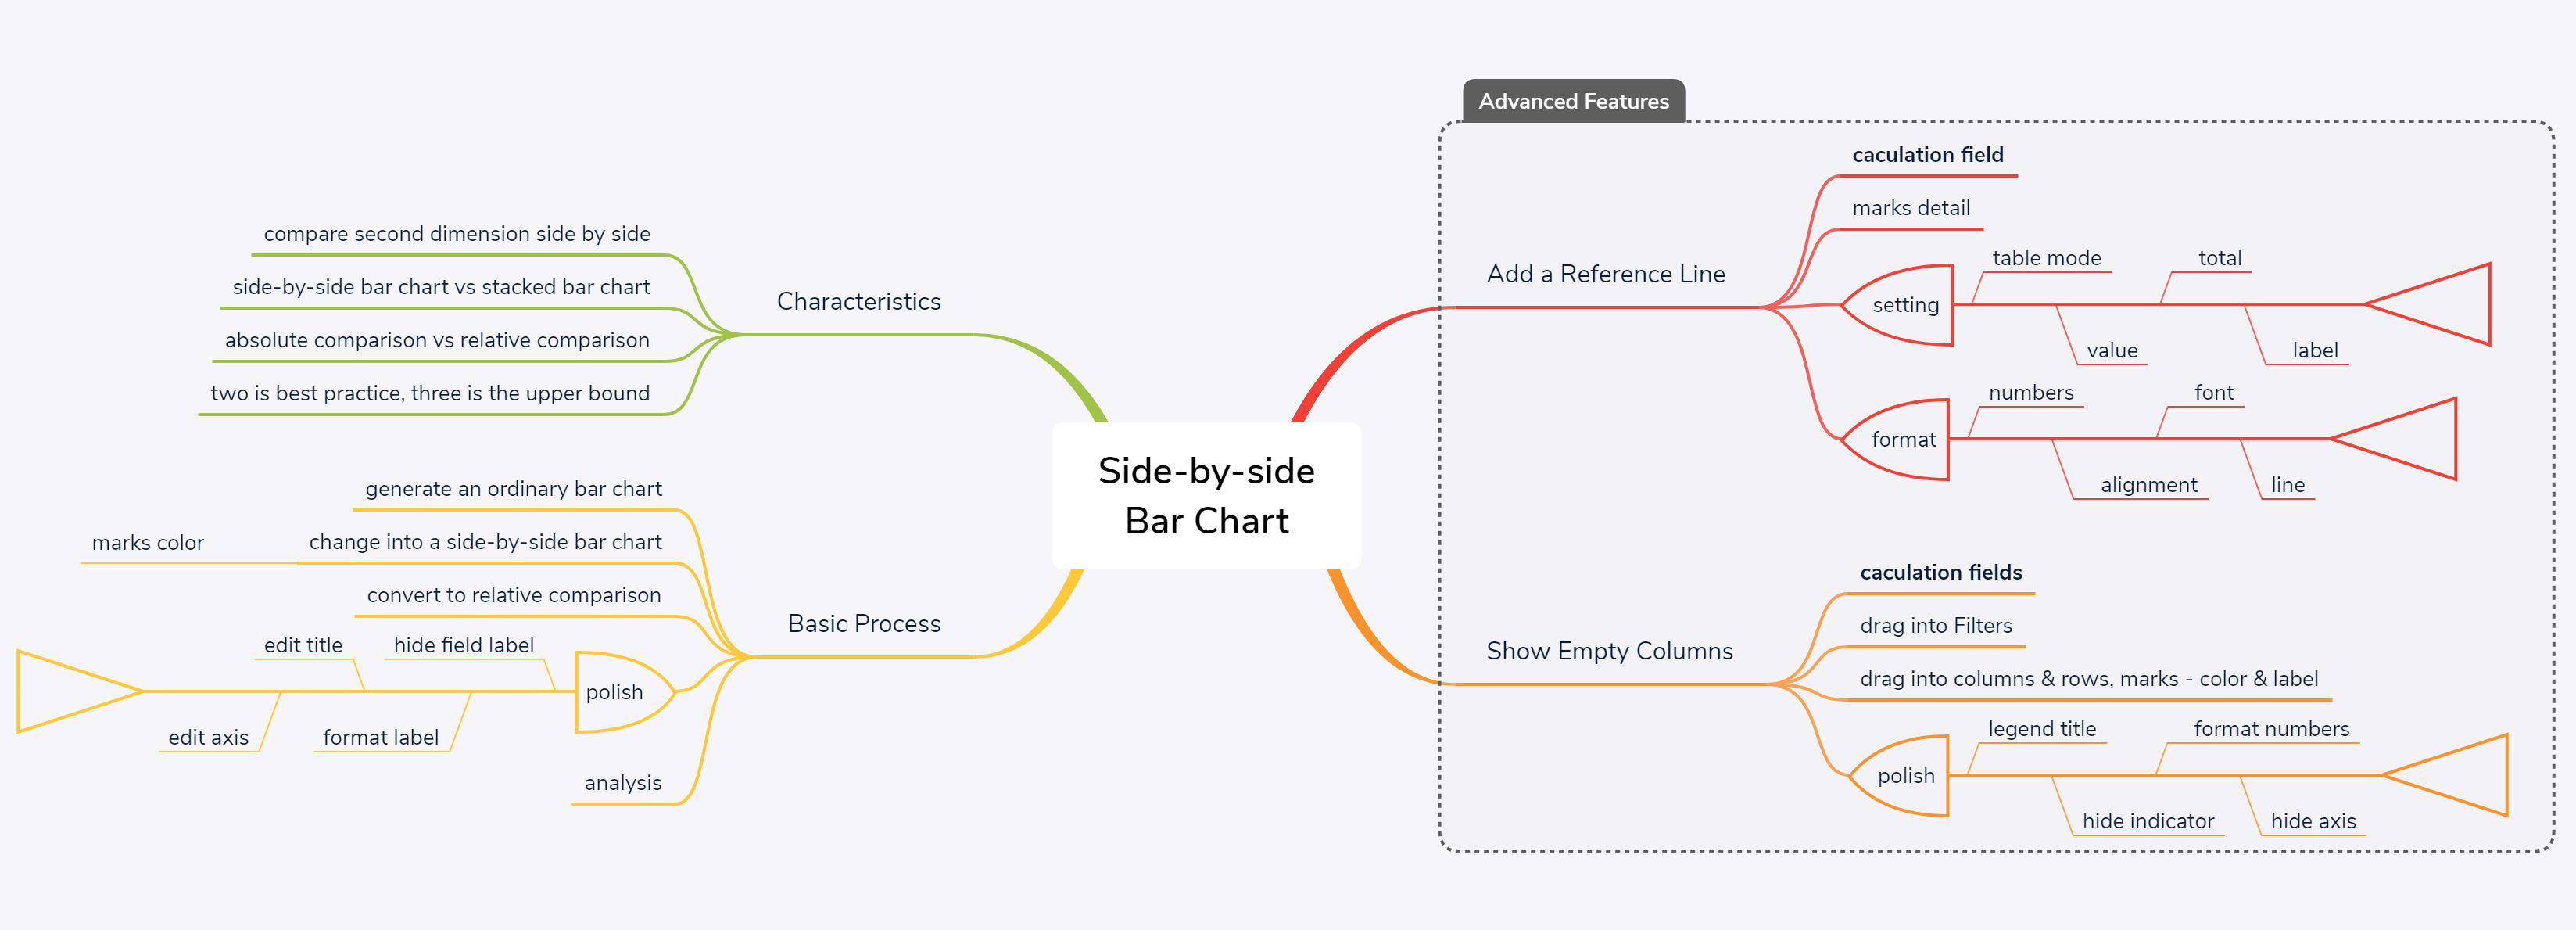 Side-by-side
Bar Chart
Characteristics
compare second dimension side by side
side-by-side bar chart vs stacked bar chart
absolute comparison vs relative comparison
two is best practice, three is the upper bound
Basic Process
generate an ordinary bar chart
change into a side-by-side bar chart
marks color
convert to relative comparison
polish
hide field label
format label
edit title
edit axis
analysis
Advanced Features
Add a Reference Line
caculation field
marks detail
setting
table mode
value
total
label
format
numbers
alignment
font
line
Show Empty Columns
caculation fields
drag into Filters
drag into columns & rows, marks - color & label
polish
legend title
hide indicator
format numbers
hide axis